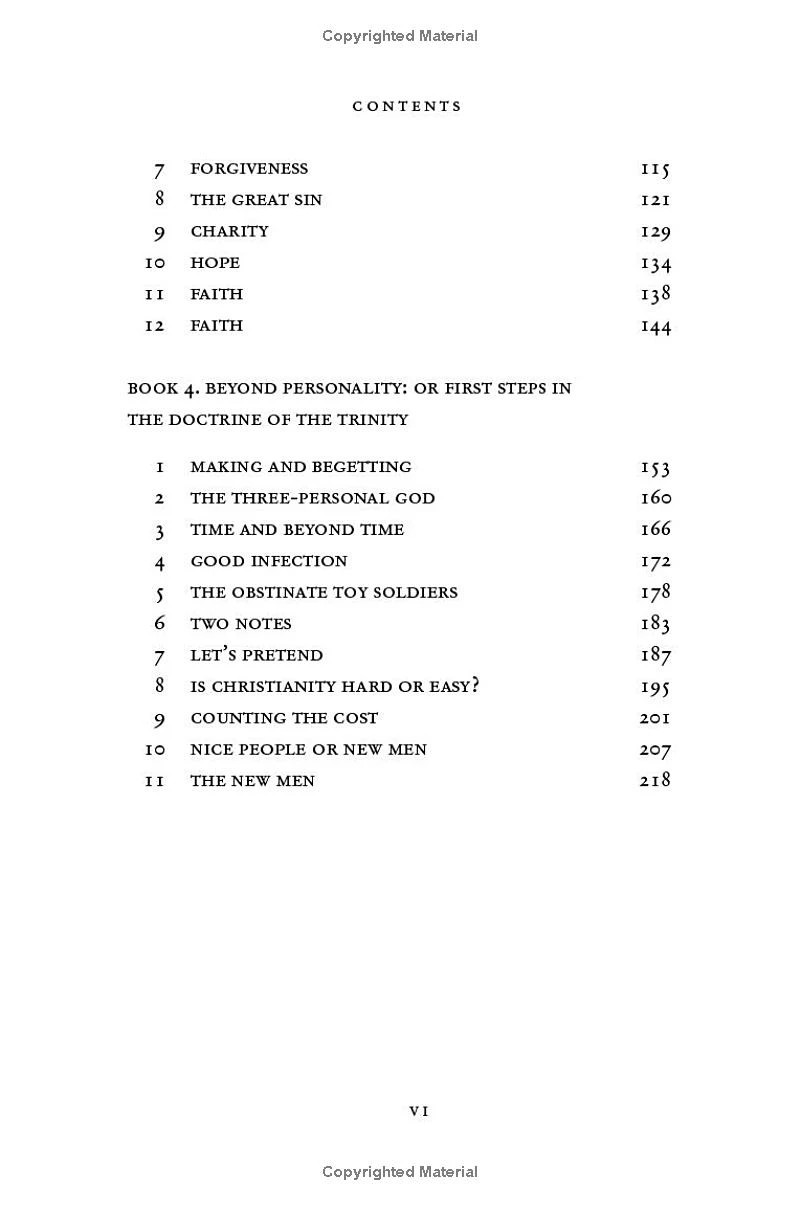 Copyrighted Material
CONTENTS
7 FORGIVENESS 115
8 THE GREAT SIN 121
9 CHARITY 129
10 HOPE 134
11 FAITH 138
12 FAITH 144
BOOK 4. BEYOND PERSONALITY: OR FIRST STEPS IN
THE DOCTRINE OF THE TRINITY
1 MAKING AND BEGETTING 153
2 THE THREE-PERSONAL GOD 160
3 TIME AND BEYOND TIME 166
4 GOOD INFECTION 172
5 THE OBSTINATE TOY SOLDIERS 178
6 TWO NOTES 183
7 LET'S PRETEND 187
8 IS CHRISTIANITY HARD OR EASY? 195
9 COUNTING THE COST 201
10 NICE PEOPLE OR NEW MEN 207
11 THE NEW MEN 218
VI
Copyrighted Material